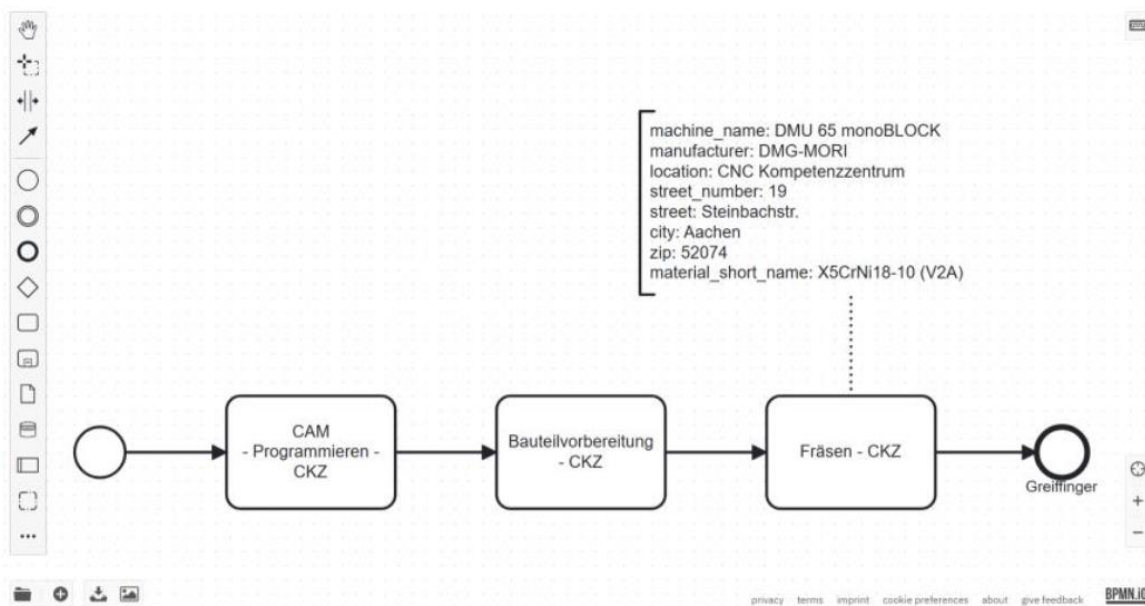 machine_name: DMU 65 monoBLOCK
manufacturer: DMG-MORI
location: CNC Kompetenzzentrum
street_number: 19
street: Steinbachstr.
city: Aachen
zip: 52074
material_short_name: X5CrNi18-10 (V2A)
CAM
- Programmieren -
CKZ
Bauteilvorbereitung
- CKZ
Fräsen - CKZ
Greiffinger
privacy terms imprint cookie preferences about give feedback